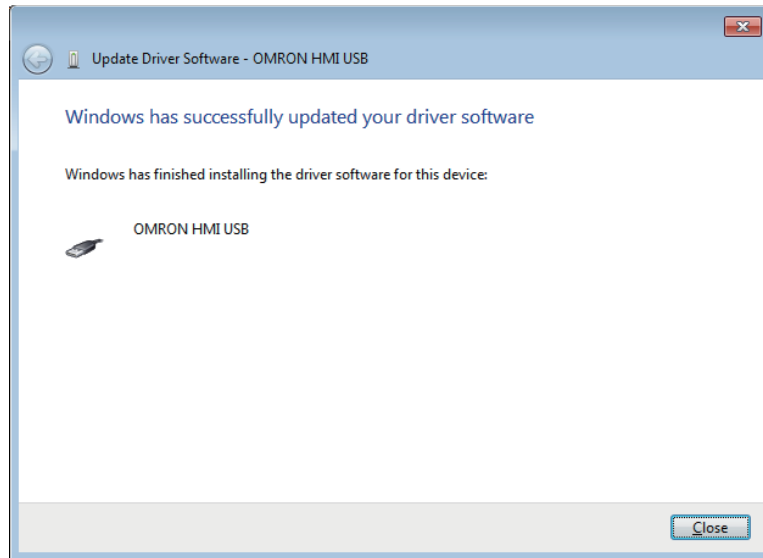 Update Driver Software - OMRON HMI USB
Windows has successfully updated your driver software
Windows has finished installing the driver software for this device:
OMRON HMI USB
Close